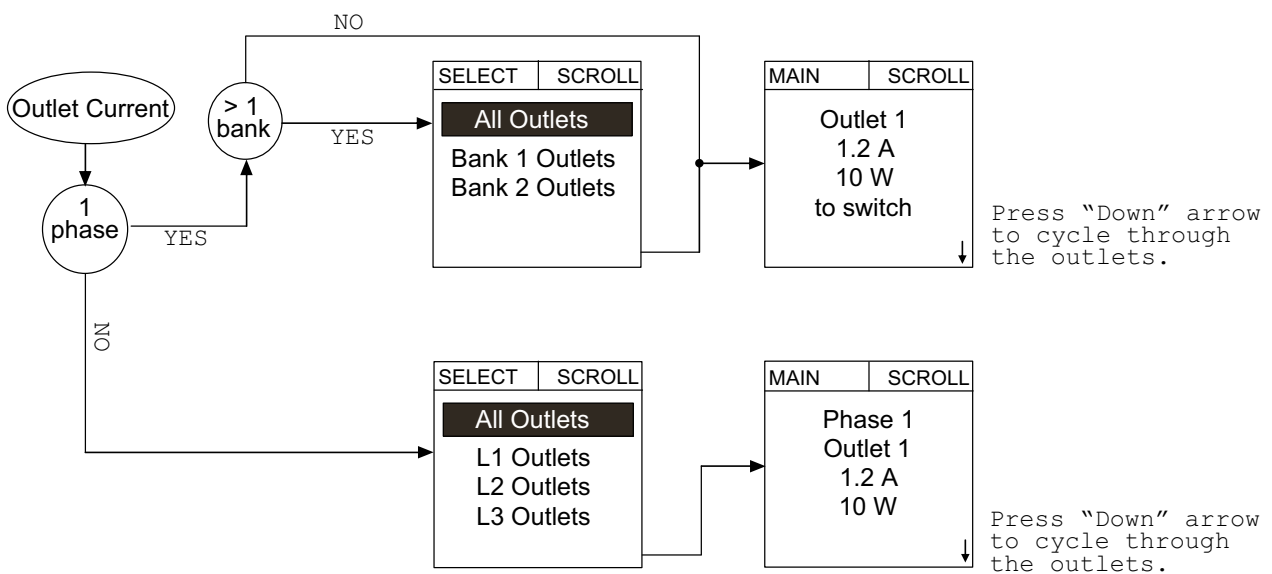 NO
Outlet Current
> 1
bank
YES
SELECT SCROLL
All Outlets
Bank 1 Outlets
Bank 2 Outlets
MAIN SCROLL
Outlet 1
1.2 A
10 W
to switch
Press “Down” arrow
to cycle through
the outlets.
1
phase
YES
NO
SELECT SCROLL
All Outlets
L1 Outlets
L2 Outlets
L3 Outlets
MAIN SCROLL
Phase 1
Outlet 1
1.2 A
10 W
Press “Down” arrow
to cycle through
the outlets.